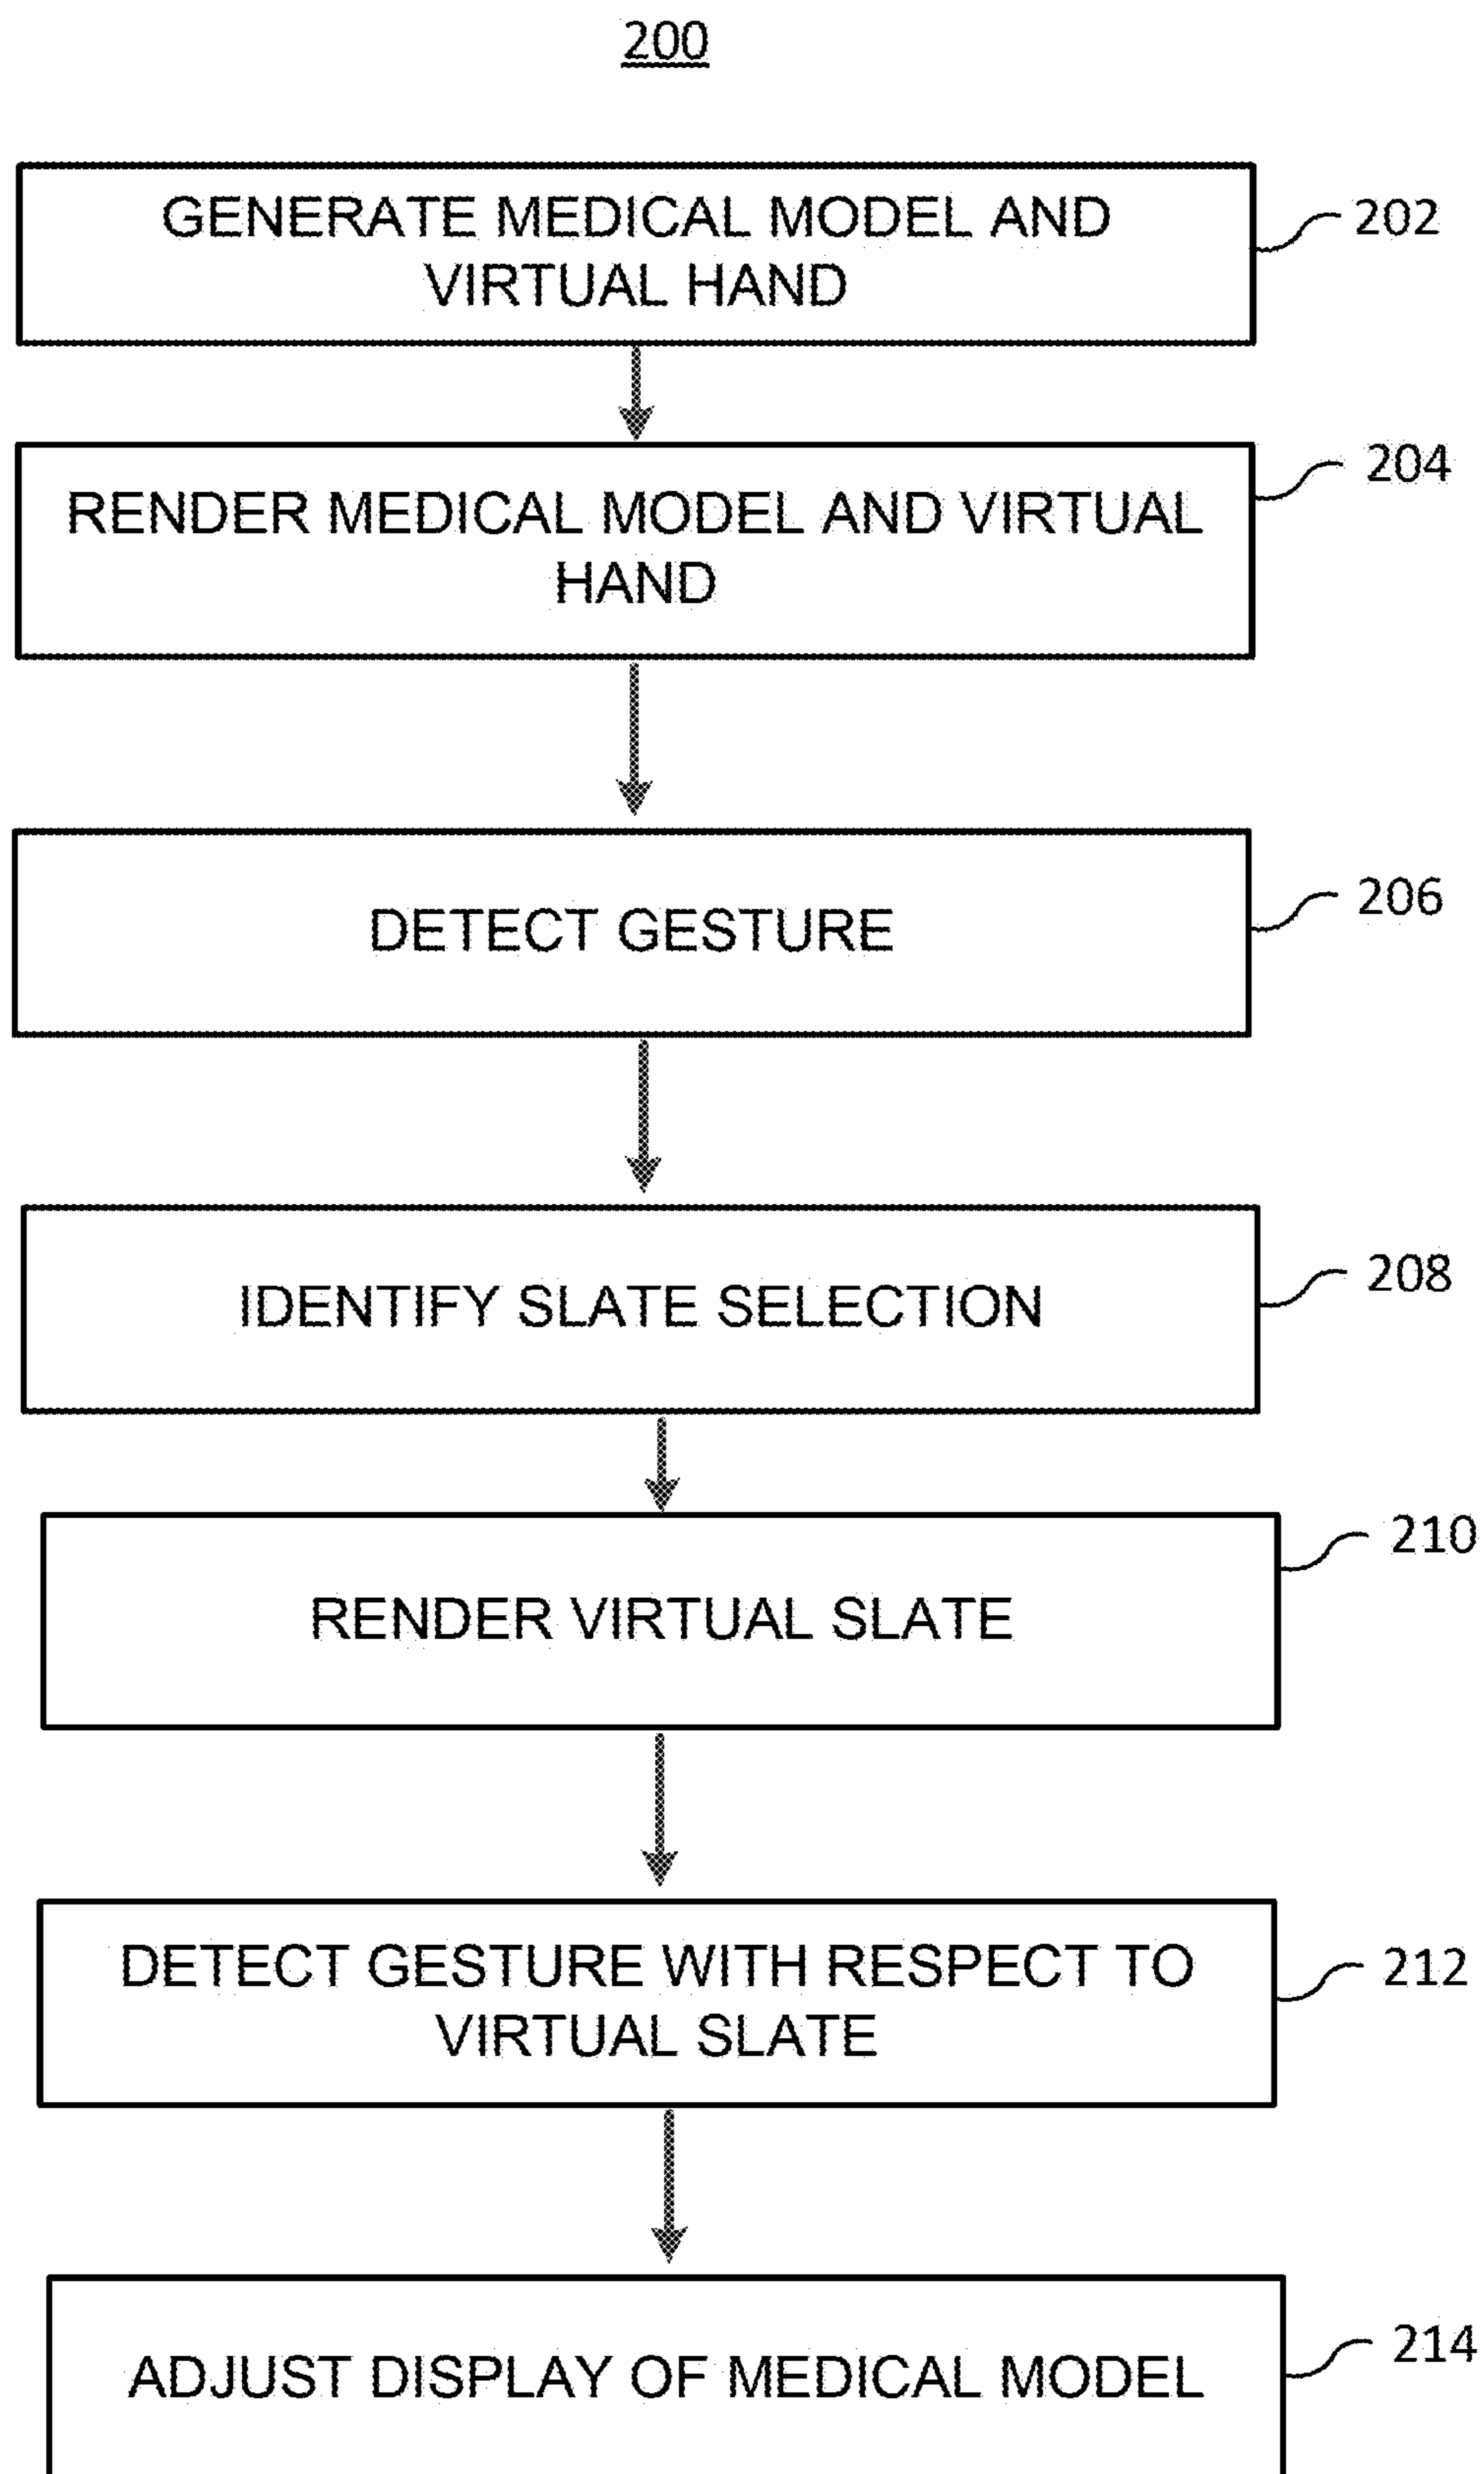 200
GENERATE MEDICAL MODEL AND
VIRTUAL HAND
202
RENDER MEDICAL MODEL AND VIRTUAL
HAND
204
DETECT GESTURE
206
IDENTIFY SLATE SELECTION
208
RENDER VIRTUAL SLATE
210
DETECT GESTURE WITH RESPECT TO
VIRTUAL SLATE
212
ADJUST DISPLAY OF MEDICAL MODEL
214